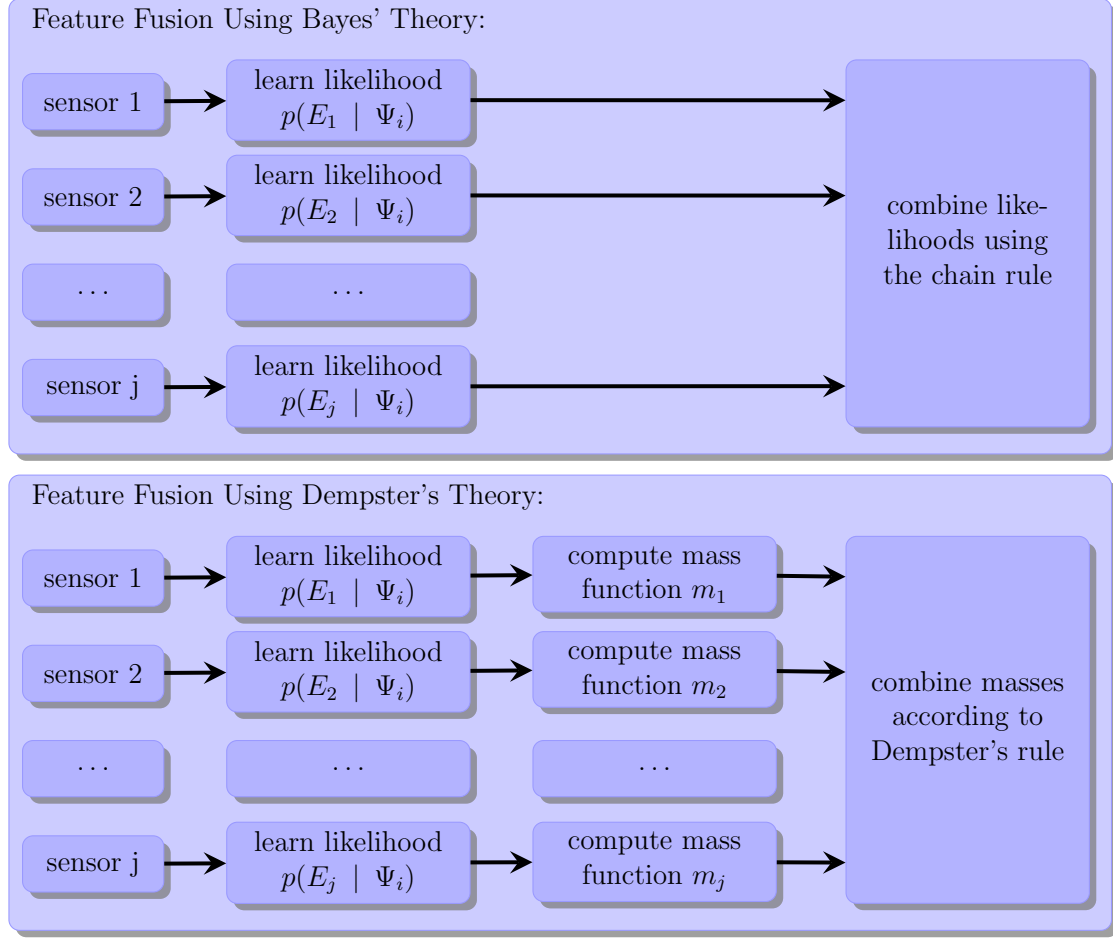 Feature Fusion Using Bayes' Theory:
sensor 1
learn likelihood
p(E₁ | Ψᵢ)
sensor 2
learn likelihood
p(E₂ | Ψᵢ)
...
...
sensor j
learn likelihood
p(Eⱼ | Ψᵢ)
combine like-
lihoods using
the chain rule
Feature Fusion Using Dempster's Theory:
sensor 1
learn likelihood
p(E₁ | Ψᵢ)
compute mass
function m₁
sensor 2
learn likelihood
p(E₂ | Ψᵢ)
compute mass
function m₂
...
...
...
sensor j
learn likelihood
p(Eⱼ | Ψᵢ)
compute mass
function mⱼ
combine masses
according to
Dempster's rule